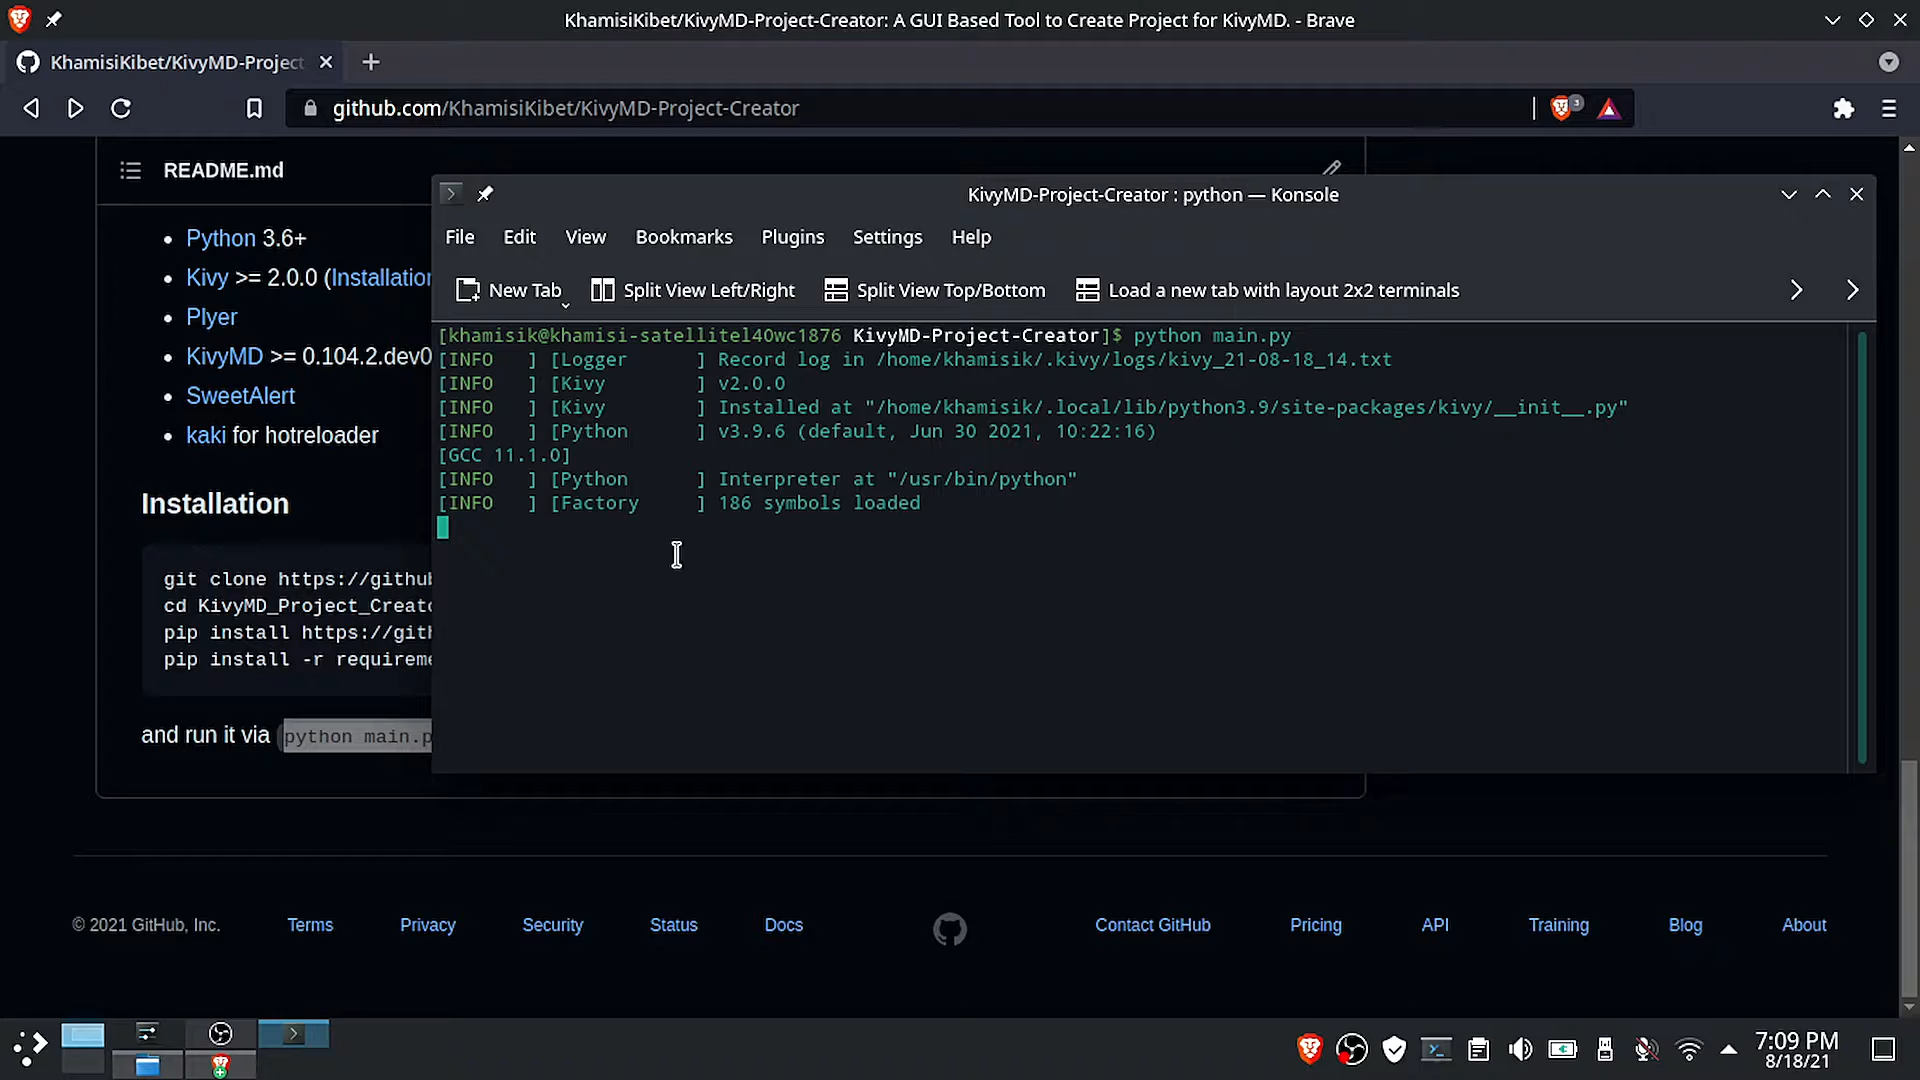 KhamisiKibet/KivyMD-Project-Creator: A GUI Based Tool to Create Project for KivyMD. - Brave
KhamisiKibet/KivyMD-Project
github.com/KhamisiKibet/KivyMD-Project-Creator
3
README.md
Python 3.6+
Kivy >= 2.0.0 (Installation
Plyer
KivyMD >= 0.104.2.dev0
SweetAlert
kaki for hotreloader
Installation
git clone https://github
cd KivyMD_Project_Creato
pip install https://gith
pip install -r requireme
and run it via python main.p
KivyMD-Project-Creator : python — Konsole
File Edit View Bookmarks Plugins Settings Help
New Tab Split View Left/Right Split View Top/Bottom Load a new tab with layout 2x2 terminals
[khamisik@khamisi-satellitel40wc1876 KivyMD-Project-Creator]$ python main.py
[INFO   ] [Logger      ] Record log in /home/khamisik/.kivy/logs/kivy_21-08-18_14.txt
[INFO   ] [Kivy        ] v2.0.0
[INFO   ] [Kivy        ] Installed at "/home/khamisik/.local/lib/python3.9/site-packages/kivy/__init__.py"
[INFO   ] [Python      ] v3.9.6 (default, Jun 30 2021, 10:22:16)
[GCC 11.1.0]
[INFO   ] [Python      ] Interpreter at "/usr/bin/python"
[INFO   ] [Factory     ] 186 symbols loaded
© 2021 GitHub, Inc. Terms Privacy Security Status Docs Contact GitHub Pricing API Training Blog About
7:09 PM
8/18/21